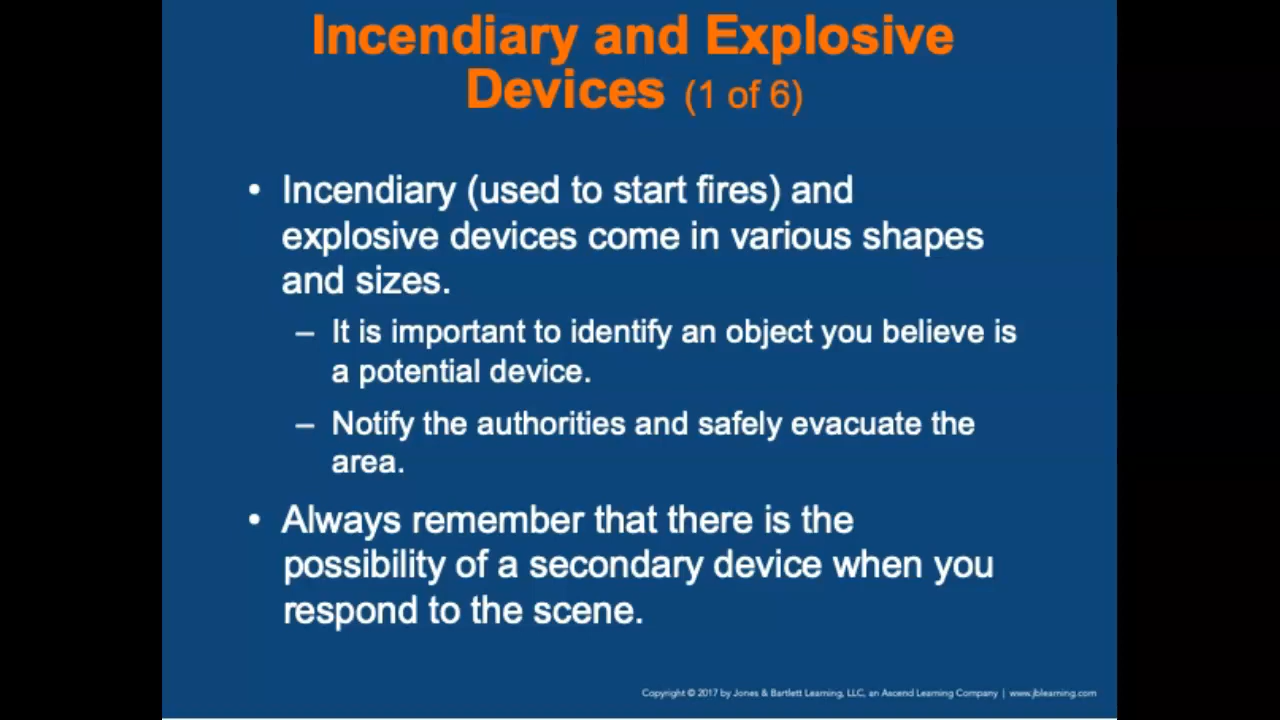 Incendiary and Explosive
Devices (1 of 6)
• Incendiary (used to start fires) and
explosive devices come in various shapes
and sizes.
– It is important to identify an object you believe is
a potential device.
– Notify the authorities and safely evacuate the
area.
• Always remember that there is the
possibility of a secondary device when you
respond to the scene.
Copyright © 2017 by Jones & Bartlett Learning, LLC, an Ascend Learning Company | www.jblearning.com